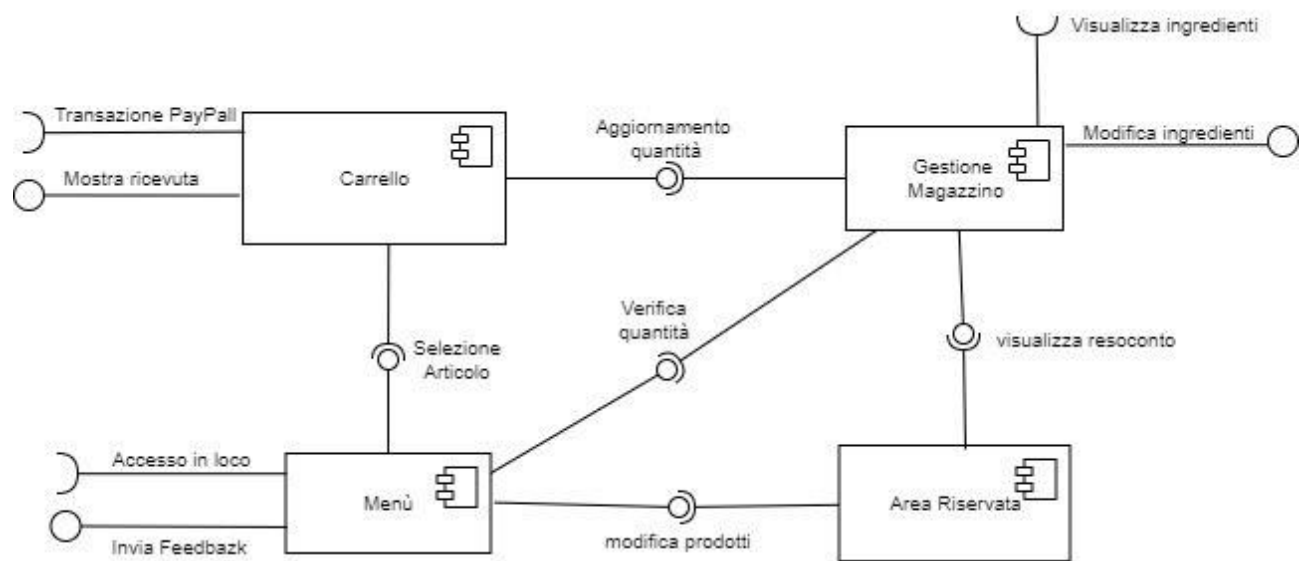 Visualizza ingredienti
Transazione PayPall
Aggiornamento
quantità
Modifica ingredienti
Mostra ricevuta
Carrello
Gestione
Magazzino
Verifica
quantità
Selezione
Articolo
visualizza resoconto
Accesso in loco
Menù
Area Riservata
Invia Feedbazk
modifica prodotti